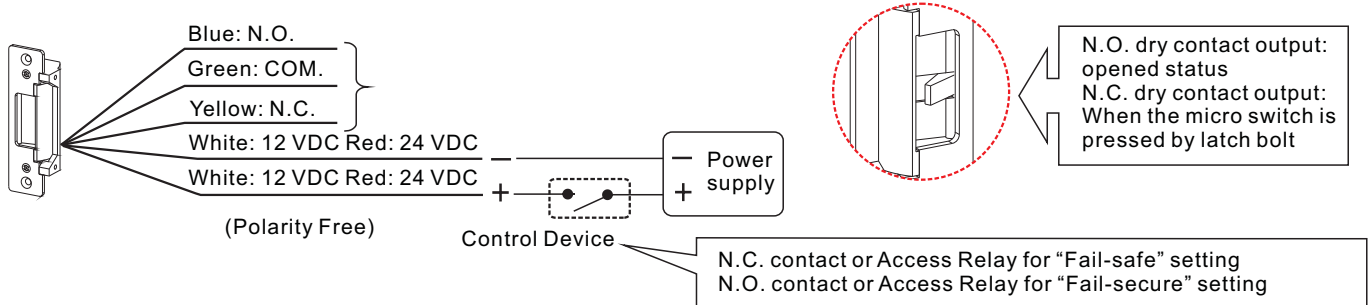 Blue: N.O.
Green: COM.
Yellow: N.C.
White: 12 VDC Red: 24 VDC
White: 12 VDC Red: 24 VDC
(Polarity Free)
−
+
− Power
+ supply
Control Device
N.O. dry contact output:
opened status
N.C. dry contact output:
When the micro switch is
pressed by latch bolt
N.C. contact or Access Relay for “Fail-safe” setting
N.O. contact or Access Relay for “Fail-secure” setting